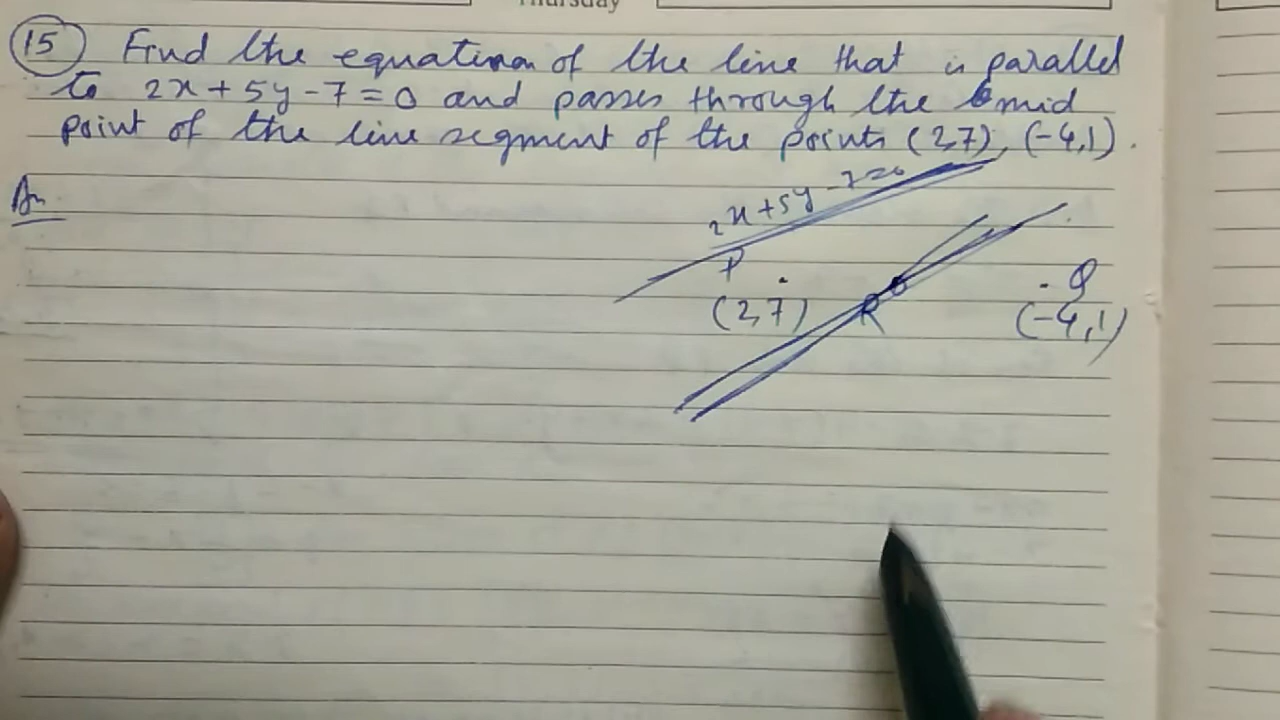 Thursday
15 Find the equation of the line that is parallel
to 2x+5y-7=0 and passes through the mid
point of the line segment of the points (2,7), (-4,1).
An
2x+5y-7=0
P
Q
(2,7)
R
(-4,1)